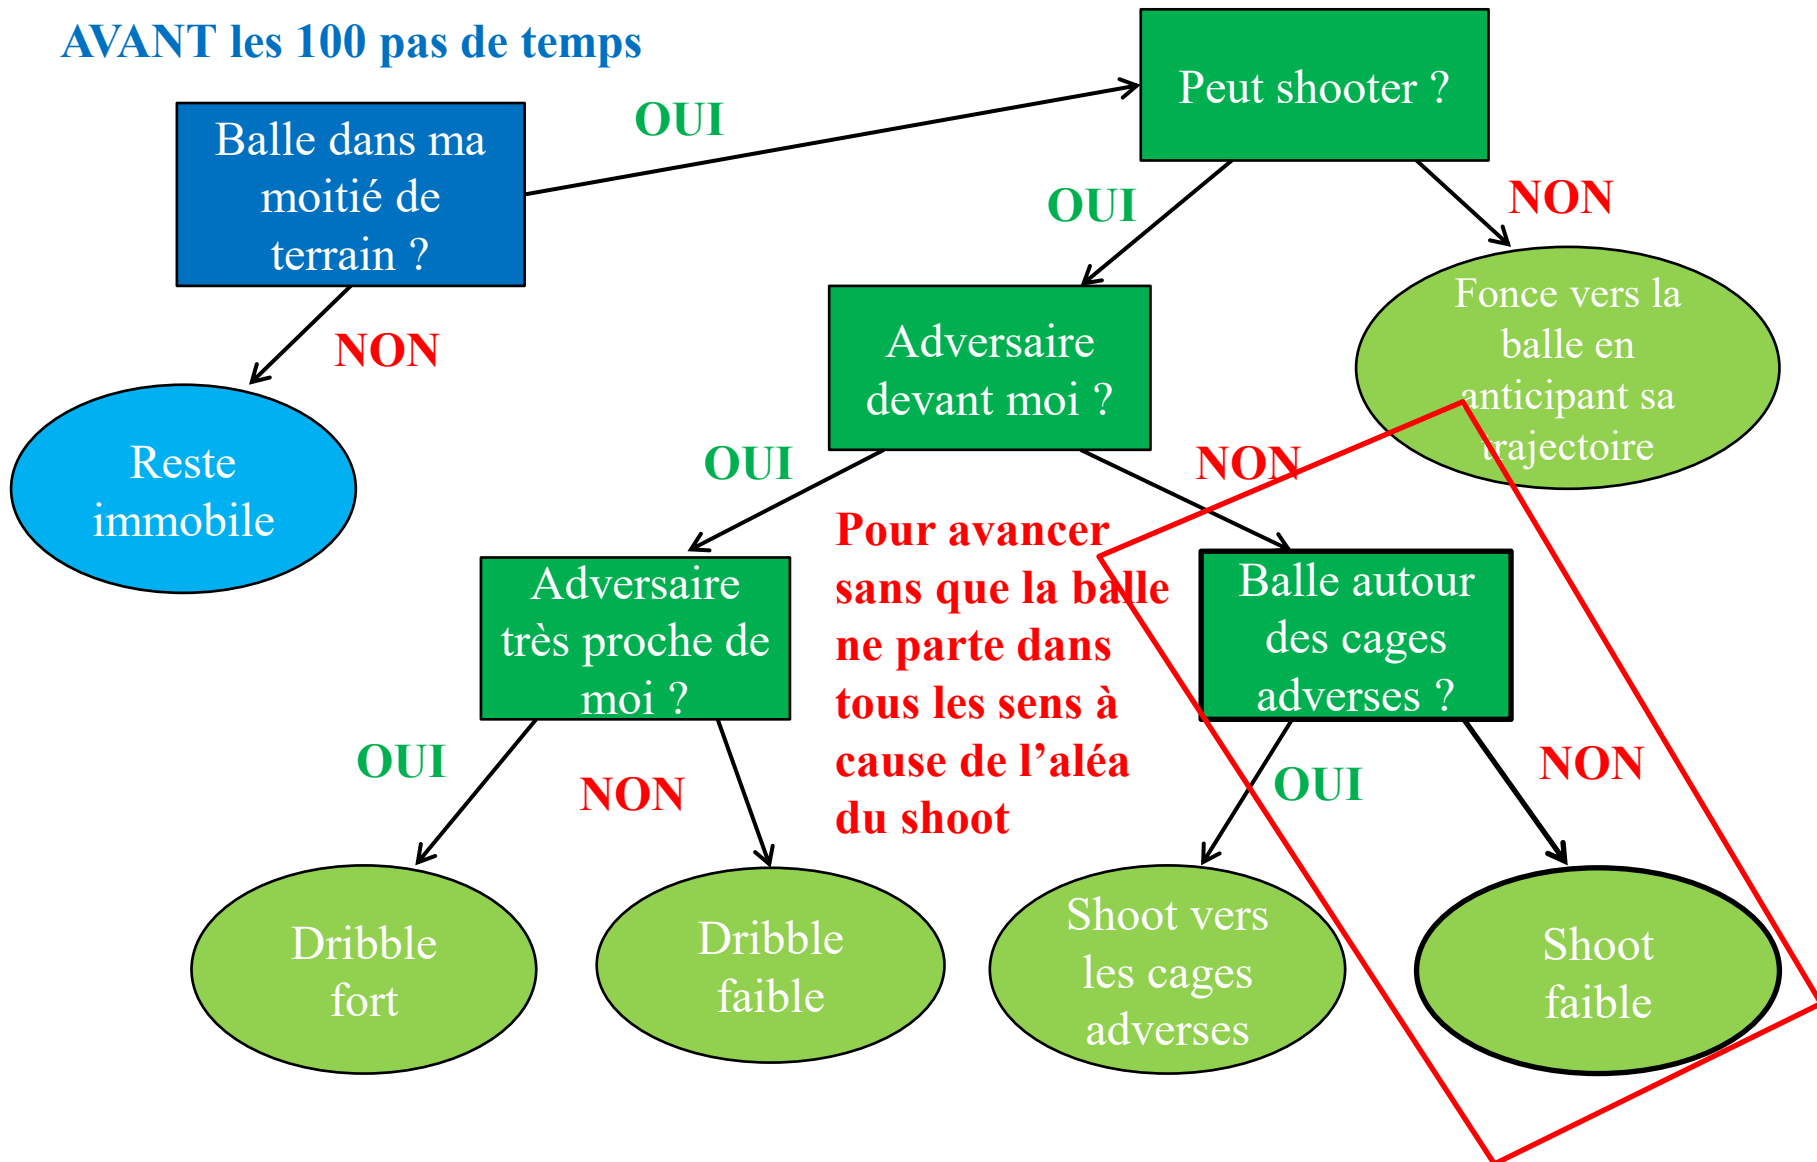 AVANT les 100 pas de temps
Peut shooter ?
OUI
Balle dans ma
moitié de
terrain ?
OUI
NON
NON
Fonce vers la
balle en
anticipant sa
trajectoire
Adversaire
devant moi ?
Reste
immobile
OUI
NON
Pour avancer
sans que la balle
ne parte dans
tous les sens à
cause de l’aléa
du shoot
Adversaire
très proche de
moi ?
Balle autour
des cages
adverses ?
OUI
NON
OUI
NON
Dribble
fort
Dribble
faible
Shoot vers
les cages
adverses
Shoot
faible